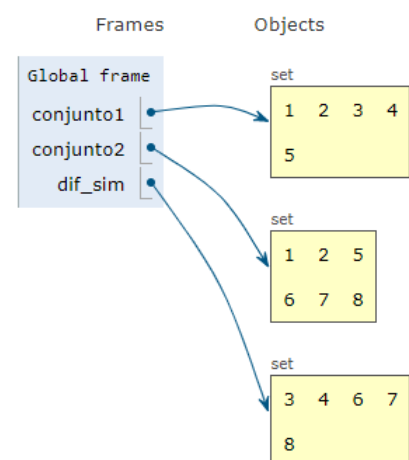 Frames Objects
Global frame
conjunto1
conjunto2
dif_sim
set
1 2 3 4
5
set
1 2 5
6 7 8
set
3 4 6 7
8